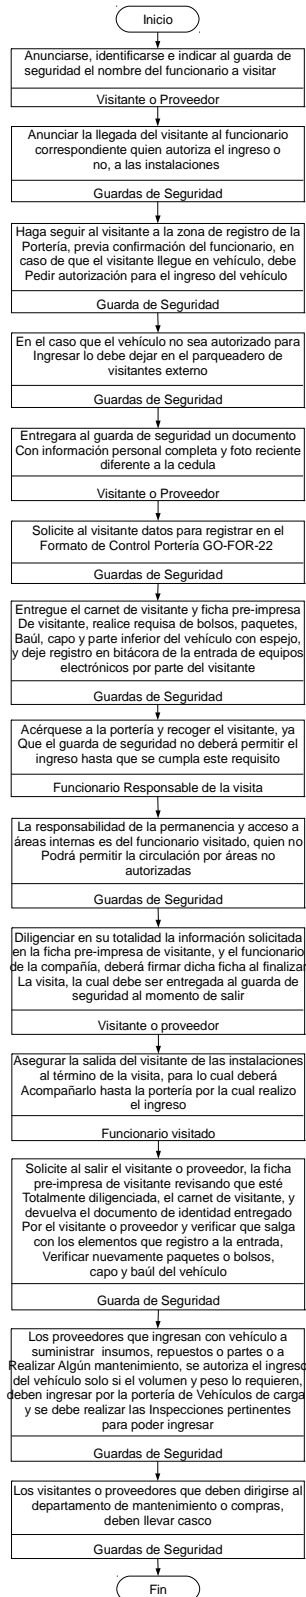 Inicio
Anunciarse, identificarse e indicar al guarda de
seguridad el nombre del funcionario a visitar
Visitante o Proveedor
Anunciar la llegada del visitante al funcionario
correspondiente quien autoriza el ingreso o
no, a las instalaciones
Guardas de Seguridad
Haga seguir al visitante a la zona de registro de la
Portería, previa confirmación del funcionario, en
caso de que el visitante llegue en vehículo, debe
Pedir autorización para el ingreso del vehículo
Guarda de Seguridad
En el caso que el vehículo no sea autorizado para
Ingresar lo debe dejar en el parqueadero de
visitantes externo
Guardas de Seguridad
Entregara al guarda de seguridad un documento
Con información personal completa y foto reciente
diferente a la cedula
Visitante o Proveedor
Solicite al visitante datos para registrar en el
Formato de Control Portería GO-FOR-22
Guardas de Seguridad
Entregue el carnet de visitante y ficha pre-impresa
De visitante, realice requisa de bolsos, paquetes,
Baúl, capo y parte inferior del vehículo con espejo,
y deje registro en bitácora de la entrada de equipos
electrónicos por parte del visitante
Guardas de Seguridad
Acérquese a la portería y recoger el visitante, ya
Que el guarda de seguridad no deberá permitir el
ingreso hasta que se cumpla este requisito
Funcionario Responsable de la visita
La responsabilidad de la permanencia y acceso a
áreas internas es del funcionario visitado, quien no
Podrá permitir la circulación por áreas no
autorizadas
Guardas de Seguridad
Diligenciar en su totalidad la información solicitada
en la ficha pre-impresa de visitante, y el funcionario
de la compañía, deberá firmar dicha ficha al finalizar
La visita, la cual debe ser entregada al guarda de
seguridad al momento de salir
Visitante o proveedor
Asegurar la salida del visitante de las instalaciones
al término de la visita, para lo cual deberá
Acompañarlo hasta la portería por la cual realizo
el ingreso
Funcionario visitado
Solicite al salir el visitante o proveedor, la ficha
pre-impresa de visitante revisando que esté
Totalmente diligenciada, el carnet de visitante, y
devuelva el documento de identidad entregado
Por el visitante o proveedor y verificar que salga
con los elementos que registro a la entrada,
Verificar nuevamente paquetes o bolsos,
capo y baúl del vehículo
Guarda de Seguridad
Los proveedores que ingresan con vehículo a
suministrar insumos, repuestos o partes o a
Realizar Algún mantenimiento, se autoriza el ingreso
del vehículo solo si el volumen y peso lo requieren,
deben ingresar por la portería de Vehículos de carga
y se debe realizar las Inspecciones pertinentes
para poder ingresar
Guardas de Seguridad
Los visitantes o proveedores que deben dirigirse al
departamento de mantenimiento o compras,
deben llevar casco
Guardas de Seguridad
Fin